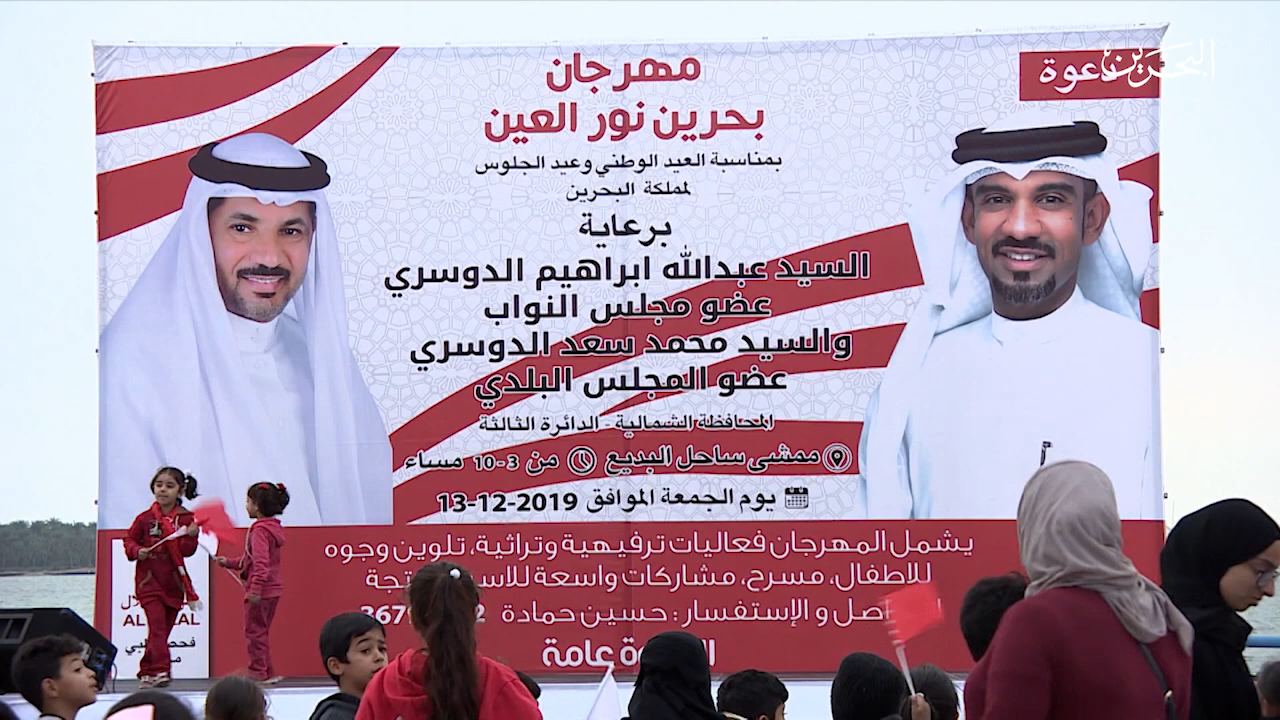 البحرين
دعوة
مهرجان
بحرين نور العين
بمناسبة العيد الوطني وعيد الجلوس
لمملكة البحرين
برعاية
السيد عبدالله ابراهيم الدوسري
عضو مجلس النواب
والسيد محمد سعد الدوسري
عضو المجلس البلدي
المحافظة الشمالية - الدائرة الثالثة
ممشى ساحل البديع من 3-10 مساء
يوم الجمعة الموافق 13-12-2019
يشمل المهرجان فعاليات ترفيهية وتراثية، تلوين وجوه
للاطفال، مسرح، مشاركات واسعة
والإستفسار : حسين حمادة
عامة